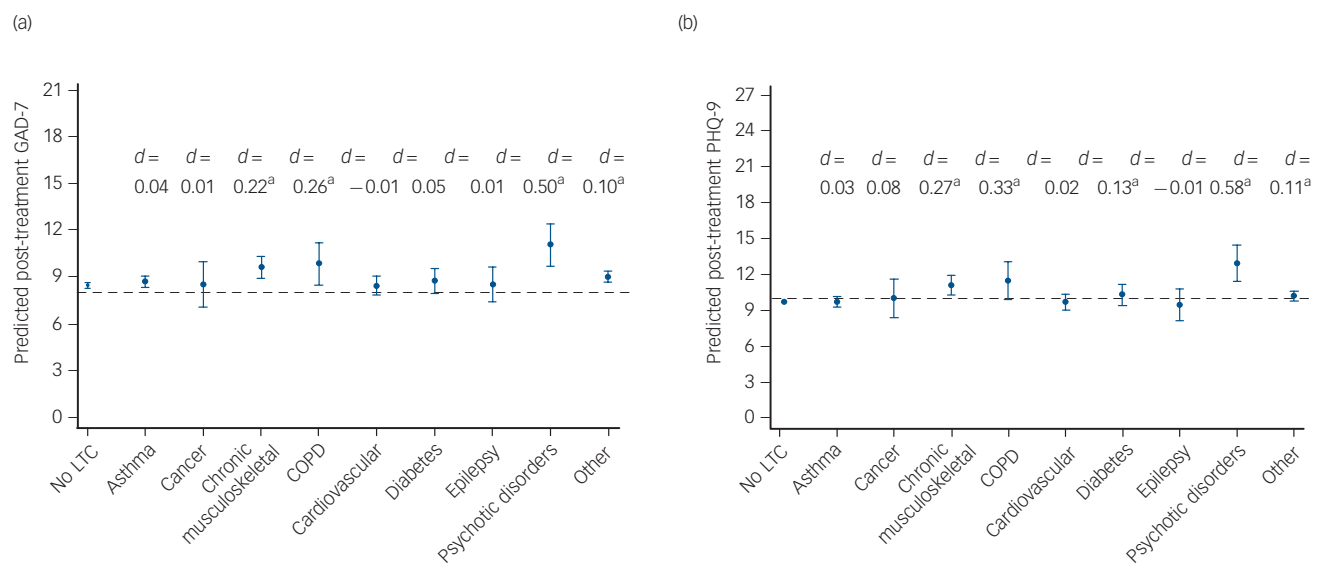 (a)
Predicted post-treatment GAD-7
21
18
15
12
9
6
3
0
d = d = d = d = d = d = d = d = d = d =
0.04 0.01 0.22a 0.26a −0.01 0.05 0.01 0.50a 0.10a
No LTC
Asthma
Cancer
Chronic
musculoskeletal
COPD
Cardiovascular
Diabetes
Epilepsy
Psychotic disorders
Other
(b)
Predicted post-treatment PHQ-9
27
24
21
18
15
12
9
6
3
0
d = d = d = d = d = d = d = d = d = d =
0.03 0.08 0.27a 0.33a 0.02 0.13a −0.01 0.58a 0.11a
No LTC
Asthma
Cancer
Chronic
musculoskeletal
COPD
Cardiovascular
Diabetes
Epilepsy
Psychotic disorders
Other